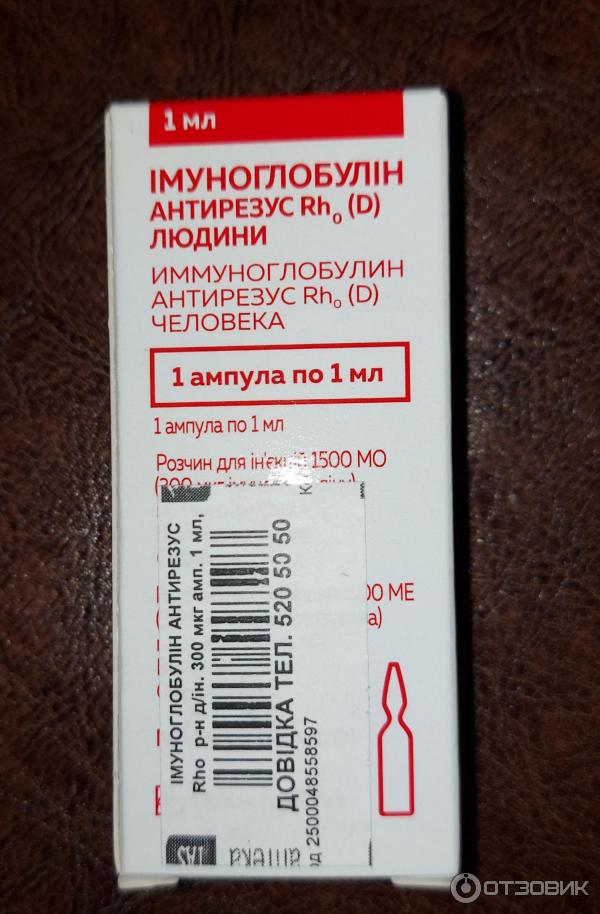 1 мл
ІМУНОГЛОБУЛІН
АНТИРЕЗУС Rh₀ (D)
ЛЮДИНИ
ИММУНОГЛОБУЛИН
АНТИРЕЗУС Rh₀ (D)
ЧЕЛОВЕКА
1 ампула по 1 мл
1 ампула по 1 мл
Розчин для ін'єкцій 1500 МО
МЕ
ІМУНОГЛОБУЛІН АНТИРЕЗУС
Rho р-н д/ін. 300 мкг амп. 1 мл,
ДОВІДКА ТЕЛ. 520 50 50
од 2500048558597
ОТЗОВИК